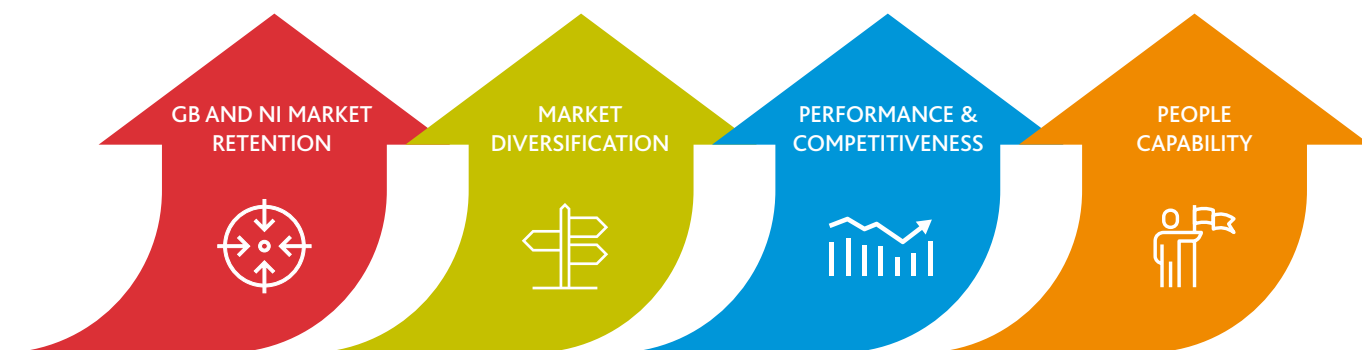 GB AND NI MARKET
RETENTION
MARKET
DIVERSIFICATION
PERFORMANCE &
COMPETITIVENESS
PEOPLE
CAPABILITY